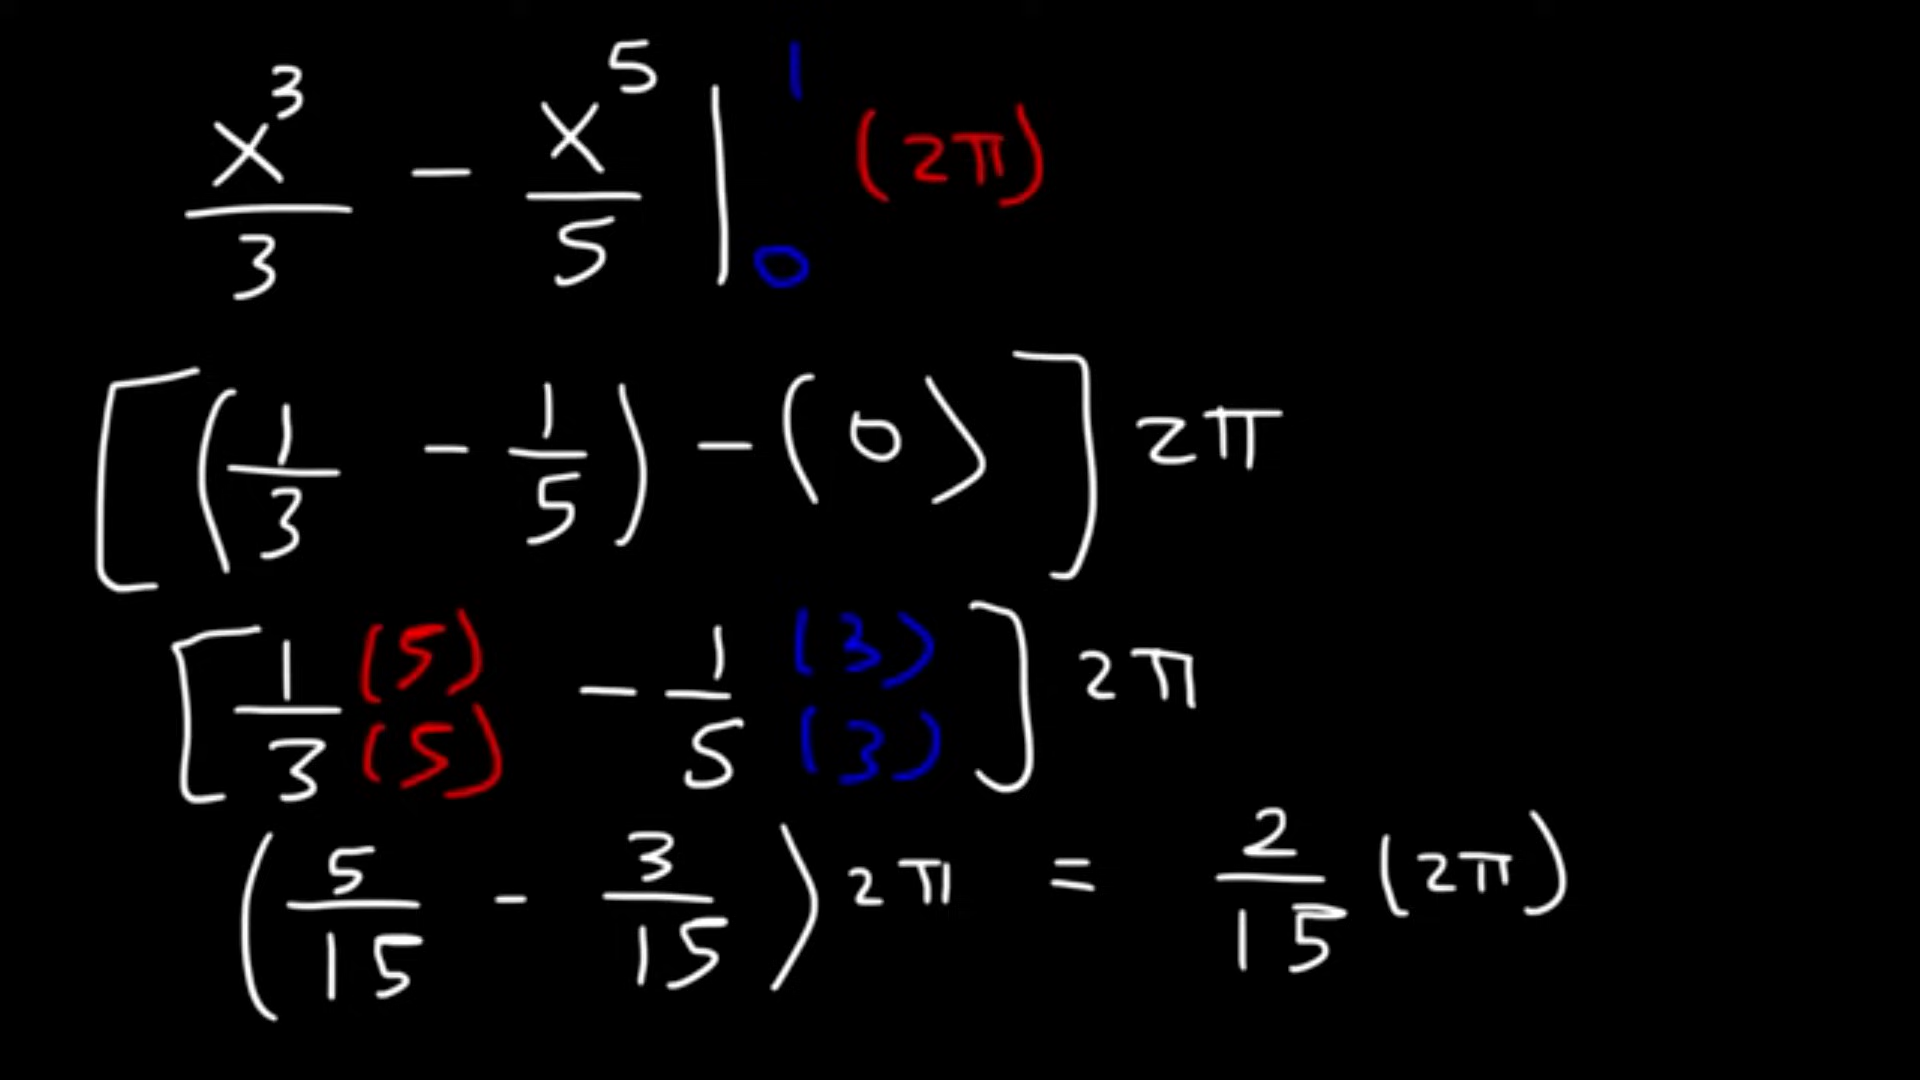 x³/3 - x⁵/5 |₀¹ (2π)
[(1/3 - 1/5) - (0)] 2π
[1/3 (5)/(5) - 1/5 (3)/(3)] 2π
(5/15 - 3/15) 2π = 2/15 (2π)